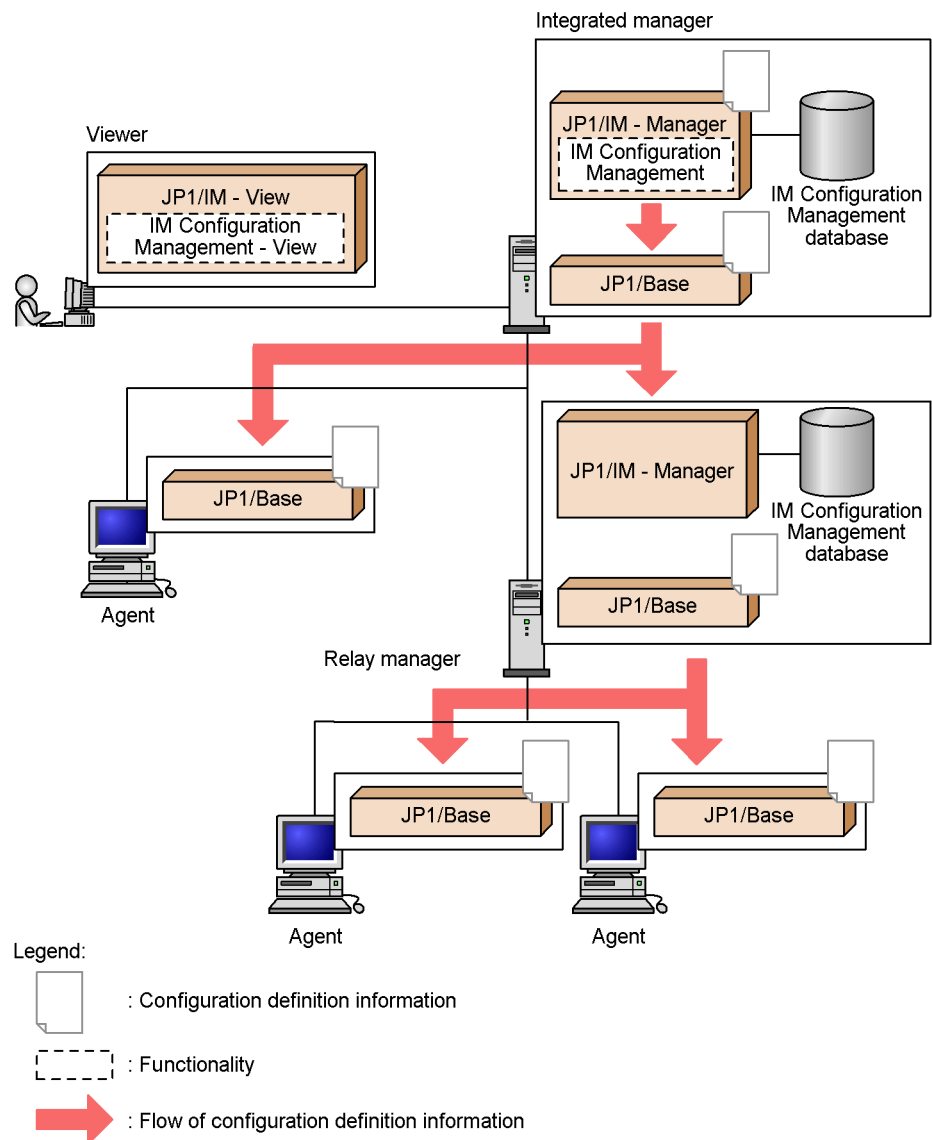 Integrated manager
JP1/IM - Manager
IM Configuration
Management
IM Configuration
Management
database
JP1/Base
Viewer
JP1/IM - View
IM Configuration
Management - View
JP1/Base
Agent
JP1/IM - Manager
IM Configuration
Management
database
JP1/Base
Relay manager
JP1/Base
JP1/Base
Agent
Agent
Legend:
: Configuration definition information
: Functionality
: Flow of configuration definition information